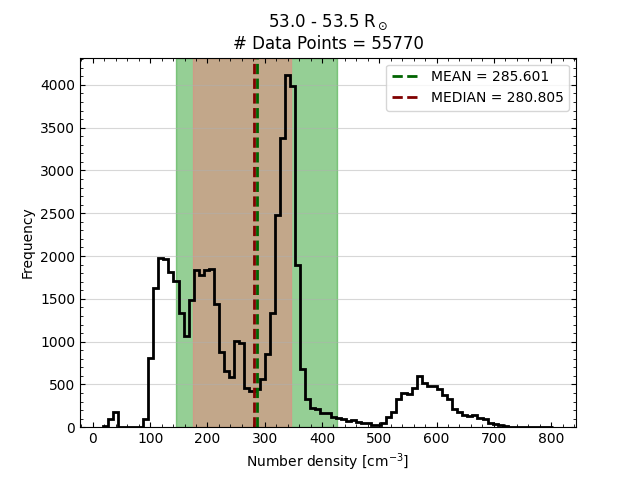 53.0 - 53.5 R⊙
# Data Points = 55770
MEAN = 285.601
MEDIAN = 280.805
Frequency
4000
3500
3000
2500
2000
1500
1000
500
0
0 100 200 300 400 500 600 700 800
Number density [cm⁻³]